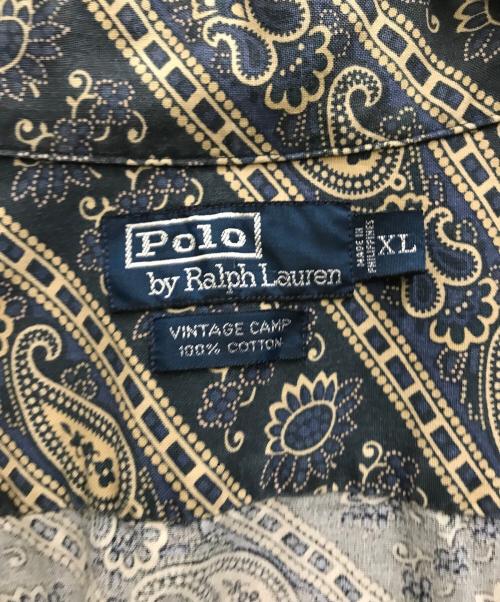 Polo
by Ralph Lauren
MADE IN
PHILIPPINES
XL
VINTAGE CAMP
100% COTTON